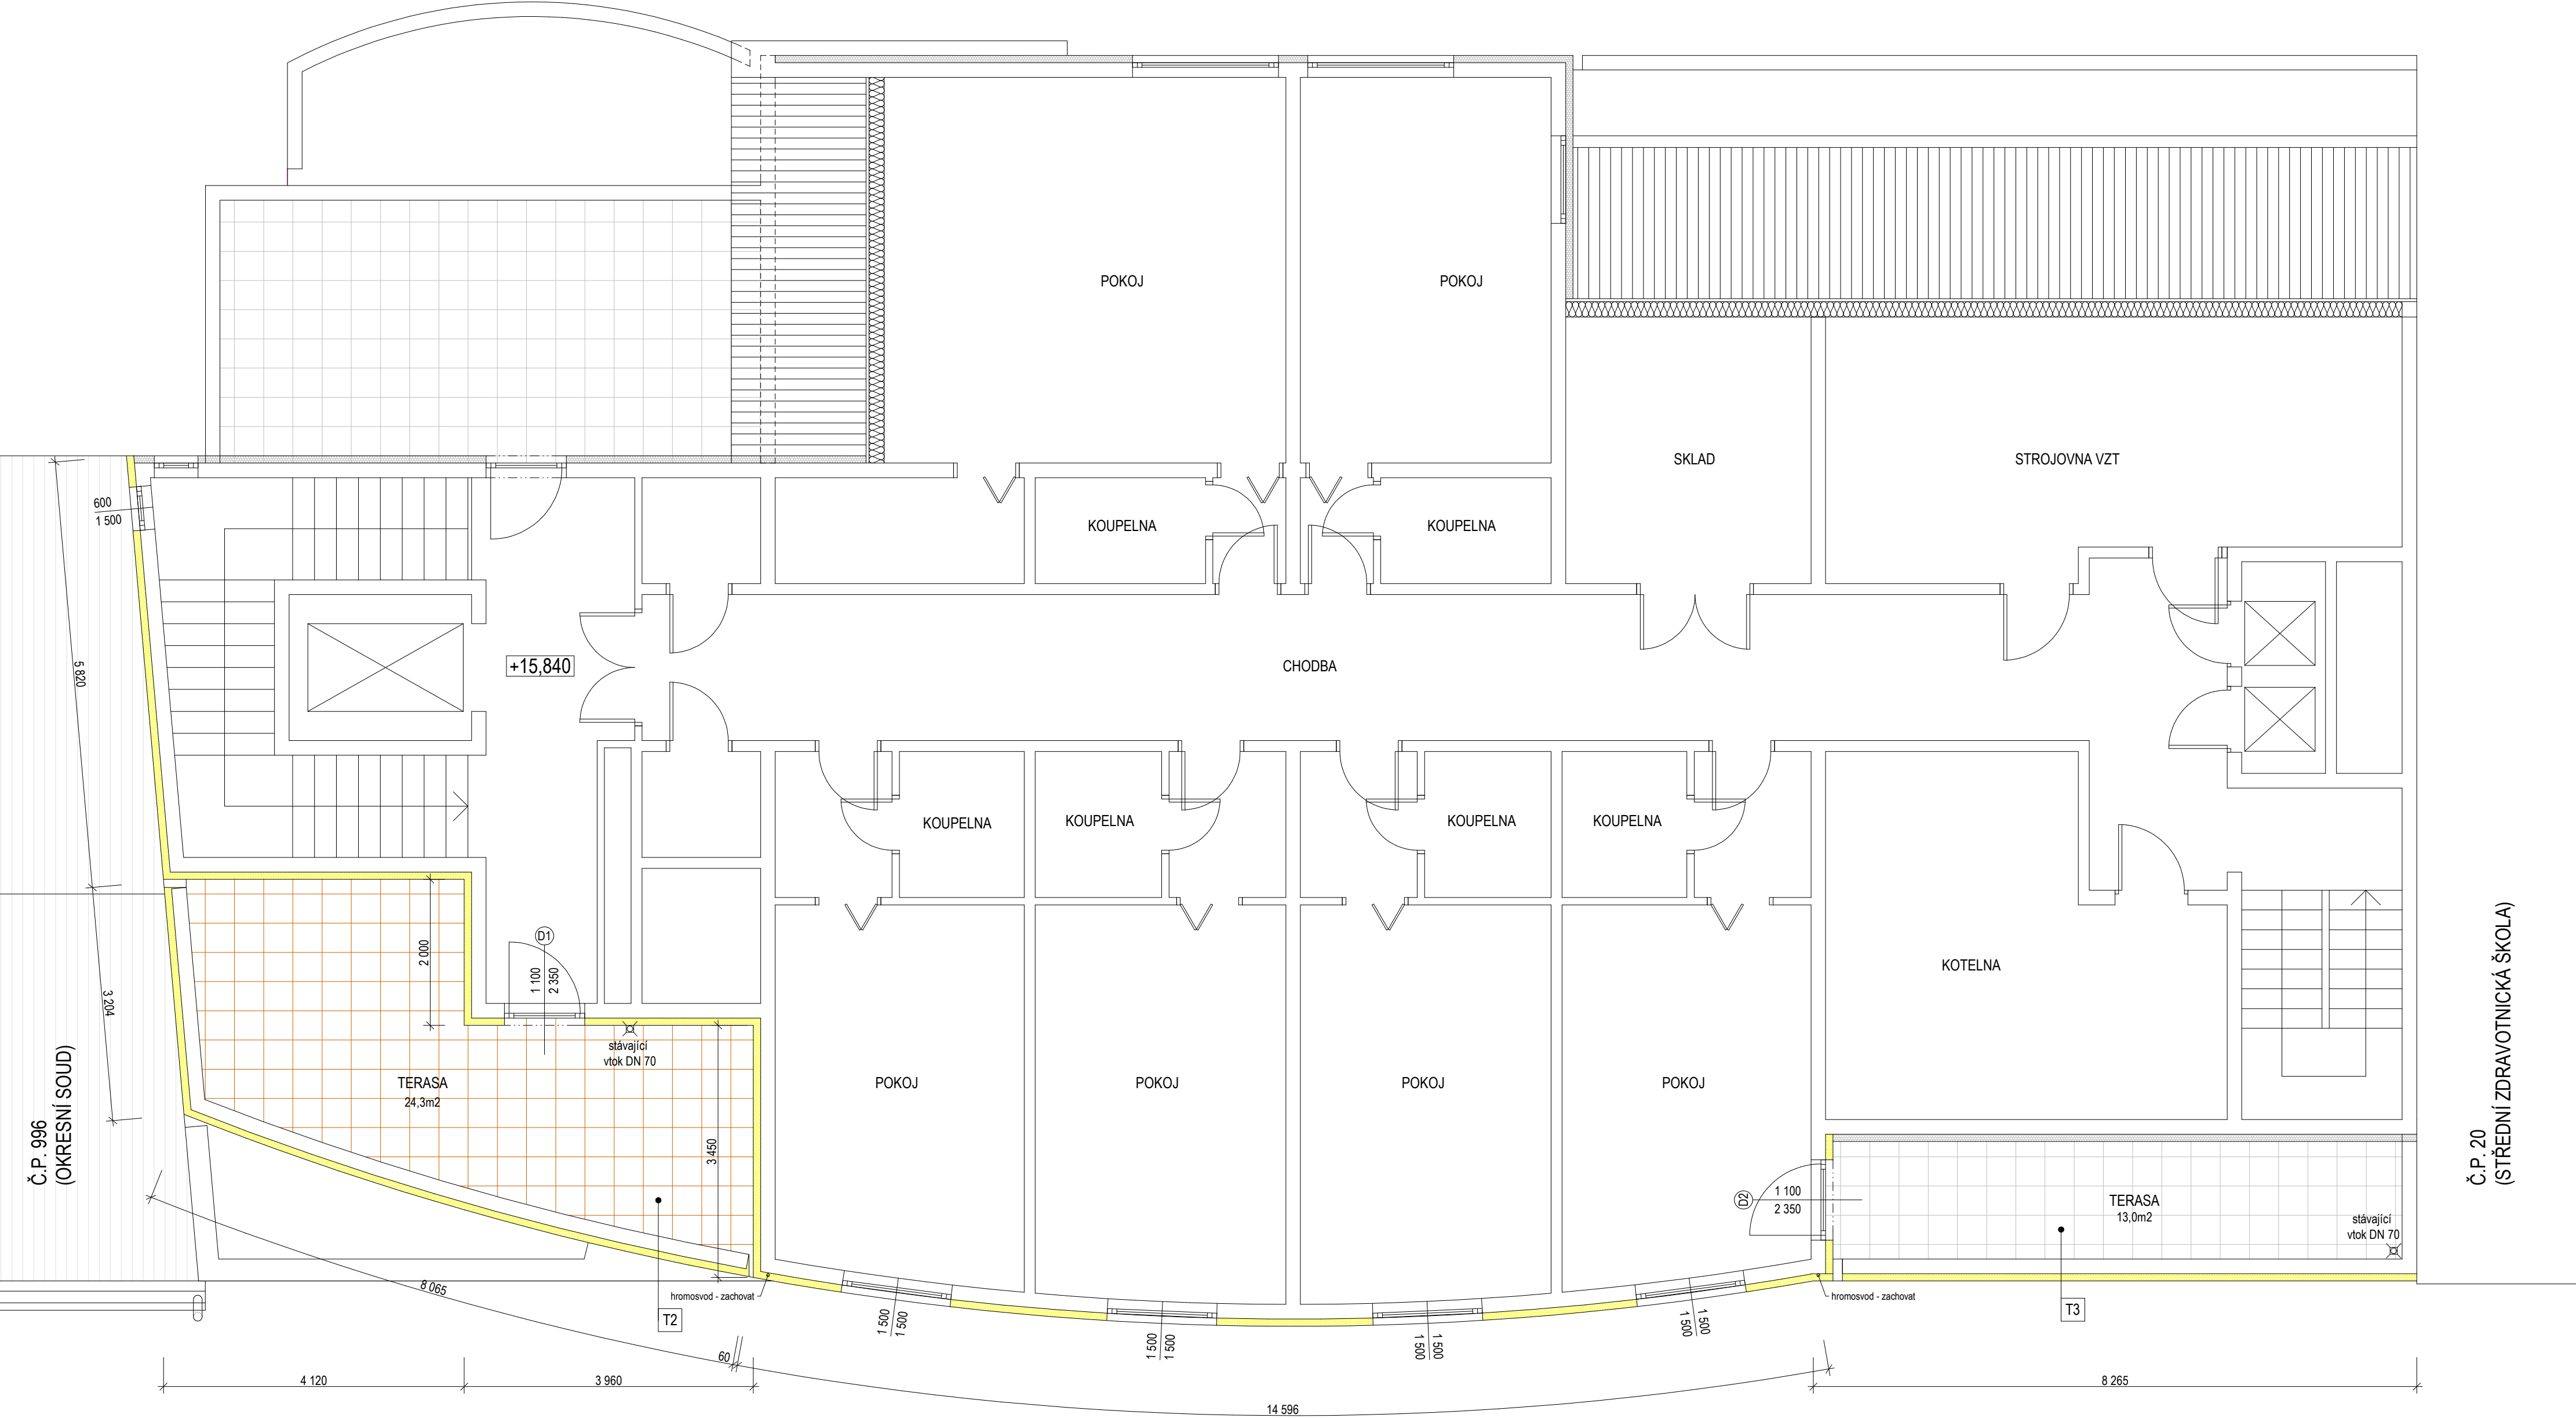 POKOJ
POKOJ
SKLAD
STROJOVNA VZT
600
1 500
KOUPELNA
KOUPELNA
5 820
+15,840
CHODBA
KOUPELNA
KOUPELNA
KOUPELNA
KOUPELNA
D1
1 100
2 350
2 000
3 204
KOTELNA
stávající
vtok DN 70
TERASA
24,3m2
POKOJ
POKOJ
POKOJ
POKOJ
3 450
Č.P. 996
(OKRESNÍ SOUD)
Č.P. 20
(STŘEDNÍ ZDRAVOTNICKÁ ŠKOLA)
D2
1 100
2 350
TERASA
13,0m2
stávající
vtok DN 70
8 065
hromosvod - zachovat
hromosvod - zachovat
T2
T3
1 500
1 500
1 500
1 500
1 500
1 500
1 500
1 500
60
4 120
3 960
8 265
14 596